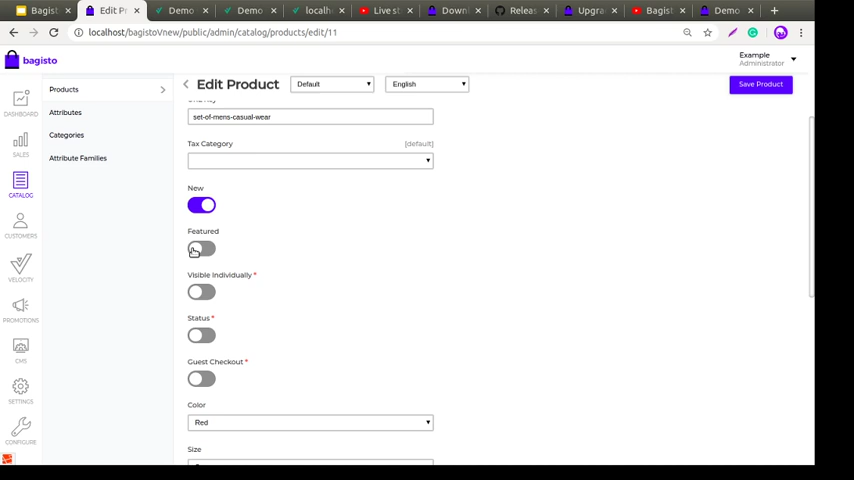 Bagist
Edit Pr
Demo
Demo
localh
Live st
Downl
Relea
Upgra
Bagist
Demo
localhost/bagistoVnew/public/admin/catalog/products/edit/11
bagisto
Example
Administrator
DASHBOARD
SALES
CATALOG
CUSTOMERS
VELOCITY
PROMOTIONS
CMS
SETTINGS
CONFIGURE
Products
Attributes
Categories
Attribute Families
Edit Product
Default
English
Save Product
set-of-mens-casual-wear
Tax Category [default]
New
Featured
Visible Individually *
Status *
Guest Checkout *
Color
Red
Size